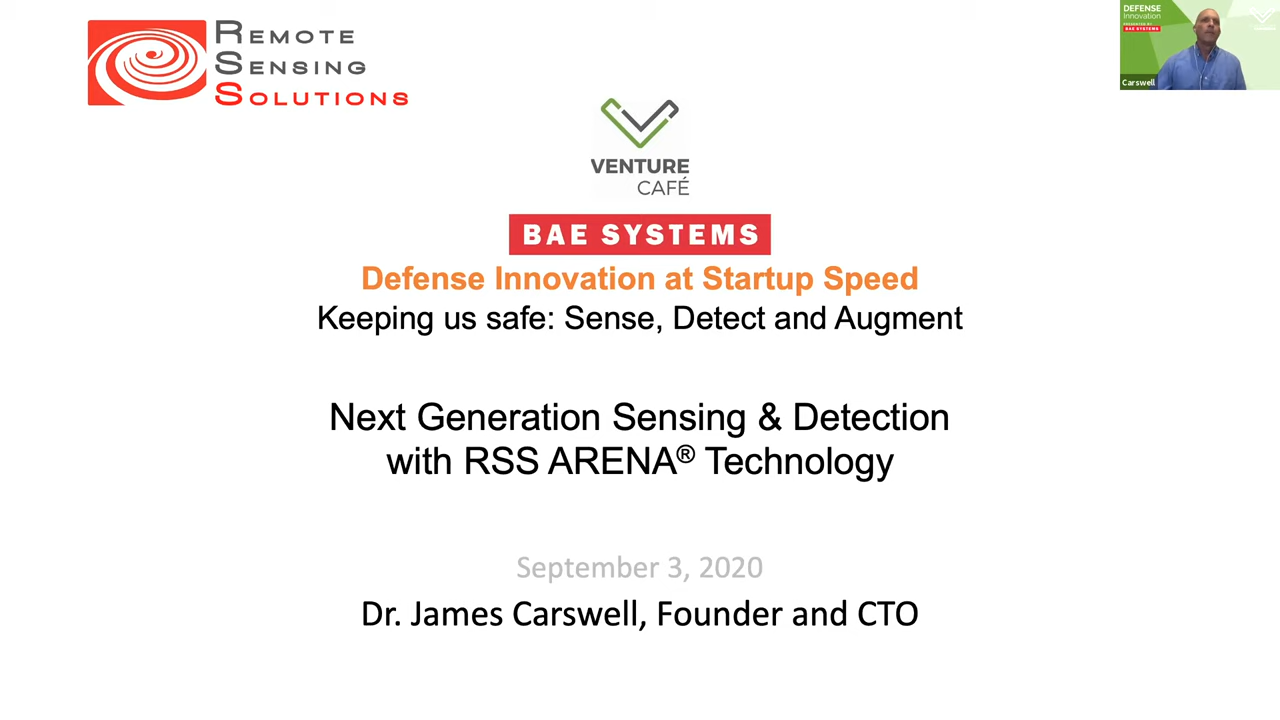 REMOTE
SENSING
SOLUTIONS
DEFENSE
Innovation
BAE SYSTEMS
Carswell
VENTURE
CAFÉ
BAE SYSTEMS
Defense Innovation at Startup Speed
Keeping us safe: Sense, Detect and Augment
Next Generation Sensing & Detection
with RSS ARENA® Technology
September 3, 2020
Dr. James Carswell, Founder and CTO